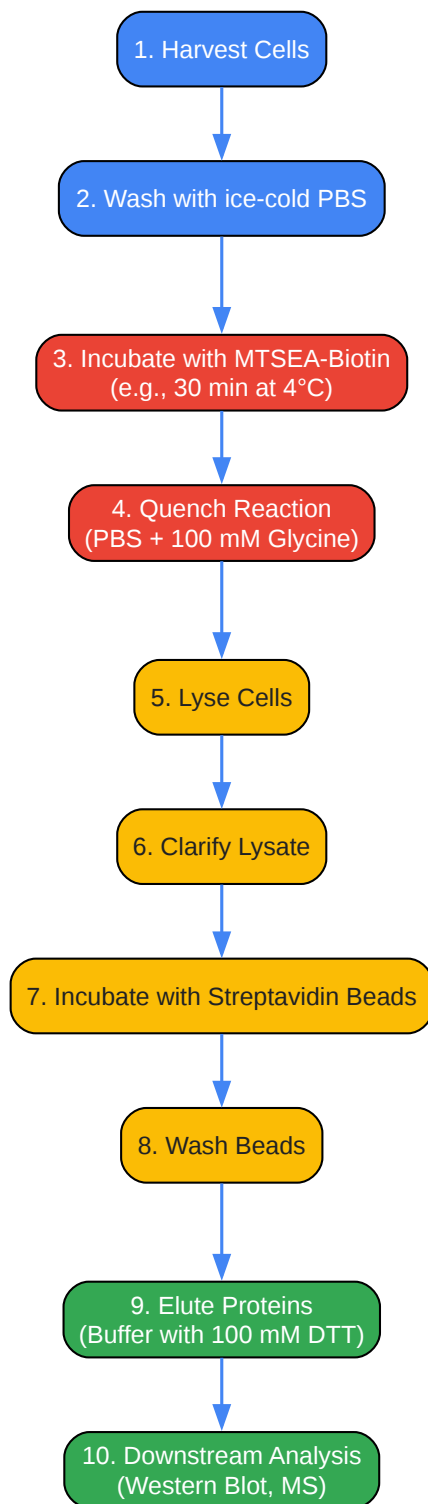 1. Harvest Cells
2. Wash with ice-cold PBS
3. Incubate with MTSEA-Biotin
(e.g., 30 min at 4°C)
4. Quench Reaction
(PBS + 100 mM Glycine)
5. Lyse Cells
6. Clarify Lysate
7. Incubate with Streptavidin Beads
8. Wash Beads
9. Elute Proteins
(Buffer with 100 mM DTT)
10. Downstream Analysis
(Western Blot, MS)